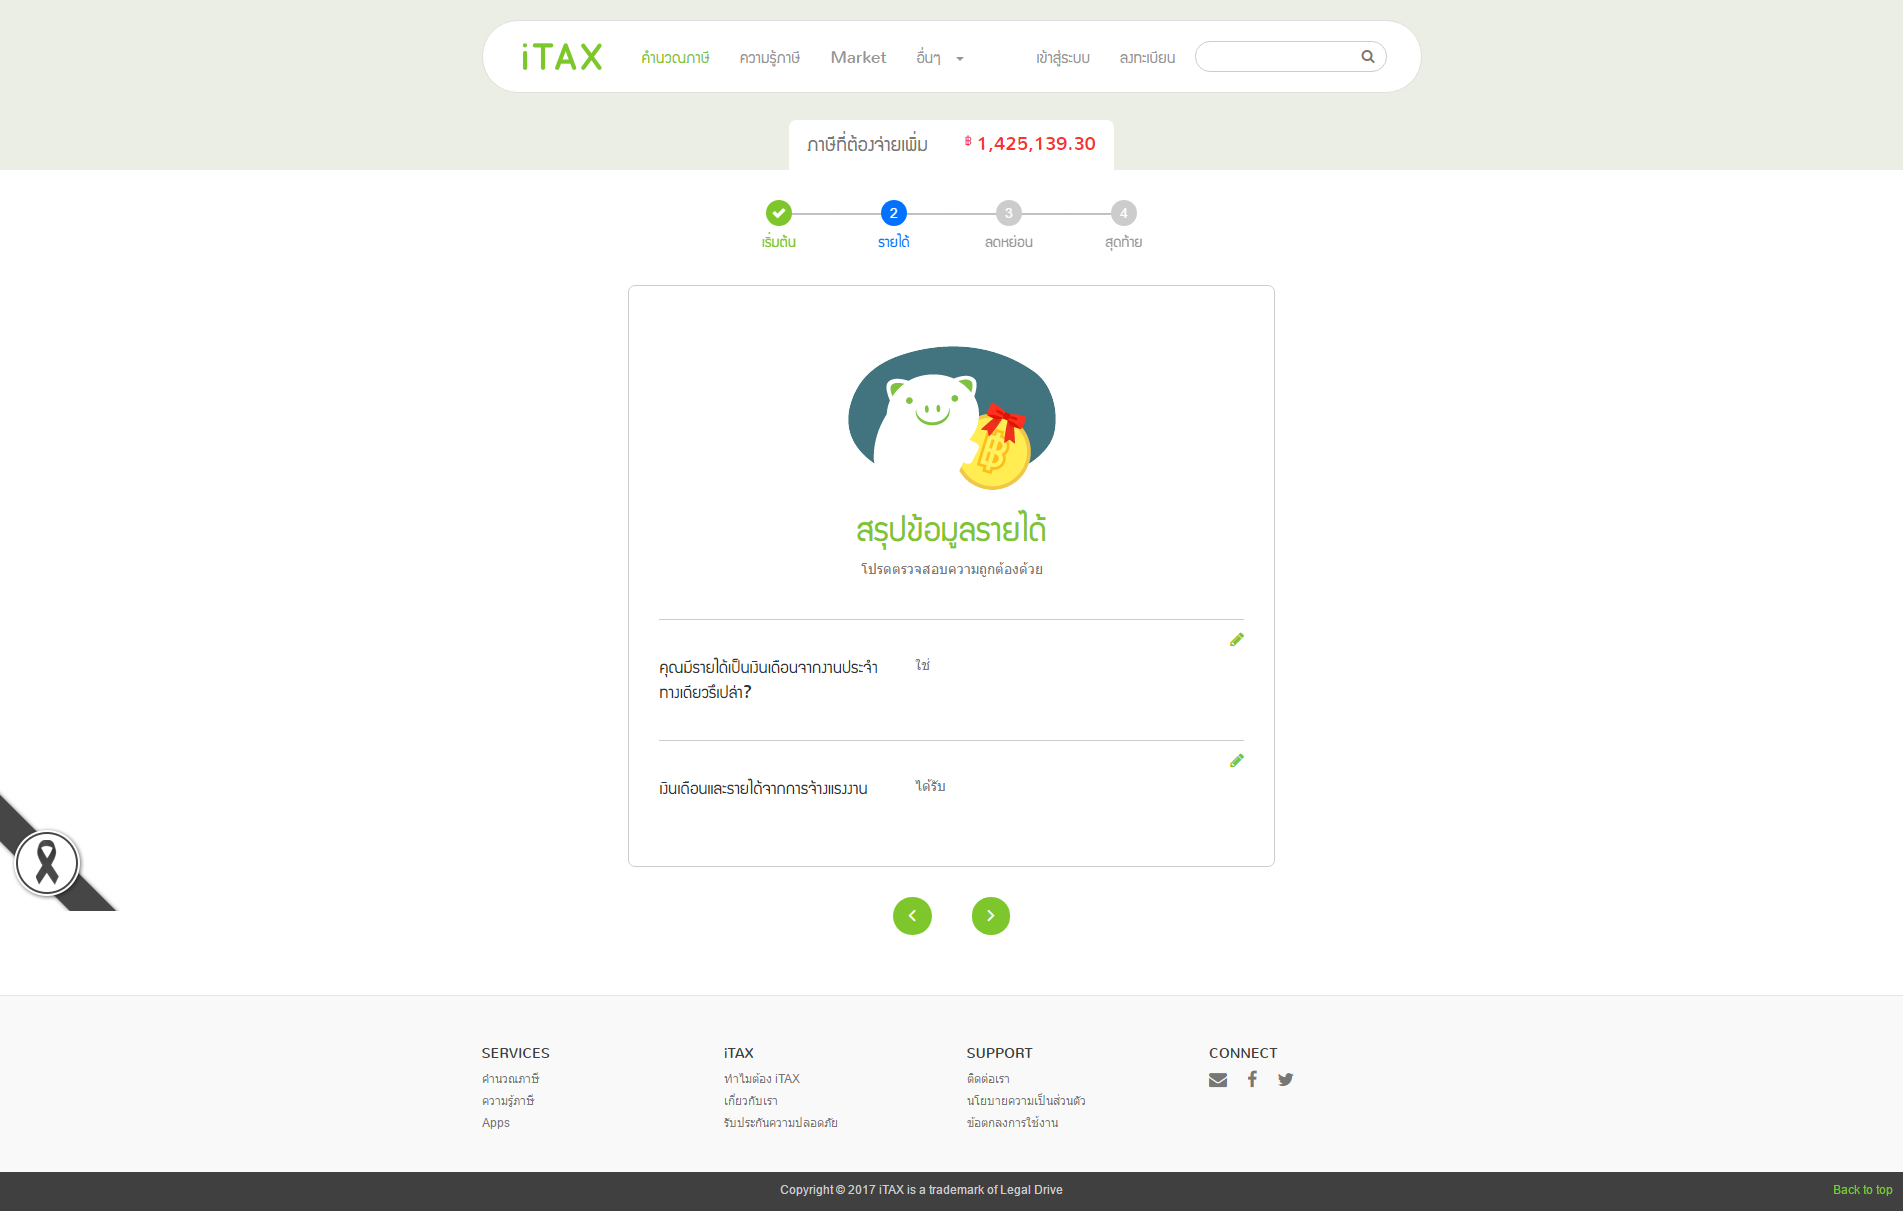 iTAX
คำนวณภาษี
ความรู้ภาษี
Market
อื่นๆ
เข้าสู่ระบบ
ลงทะเบียน
ภาษีที่ต้องจ่ายเพิ่ม ฿ 1,425,139.30
2
3
4
เริ่มต้น
รายได้
ลดหย่อน
สุดท้าย
฿
สรุปข้อมูลรายได้
โปรดตรวจสอบความถูกต้องด้วย
คุณมีรายได้เป็นเงินเดือนจากงานประจำ
ทางเดียวรึเปล่า?
ใช่
เงินเดือนและรายได้จากการจ้างแรงงาน
ได้รับ
SERVICES
คำนวณภาษี
ความรู้ภาษี
Apps
iTAX
ทำไมต้อง iTAX
เกี่ยวกับเรา
รับประกันความปลอดภัย
SUPPORT
ติดต่อเรา
นโยบายความเป็นส่วนตัว
ข้อตกลงการใช้งาน
CONNECT
Copyright © 2017 iTAX is a trademark of Legal Drive
Back to top